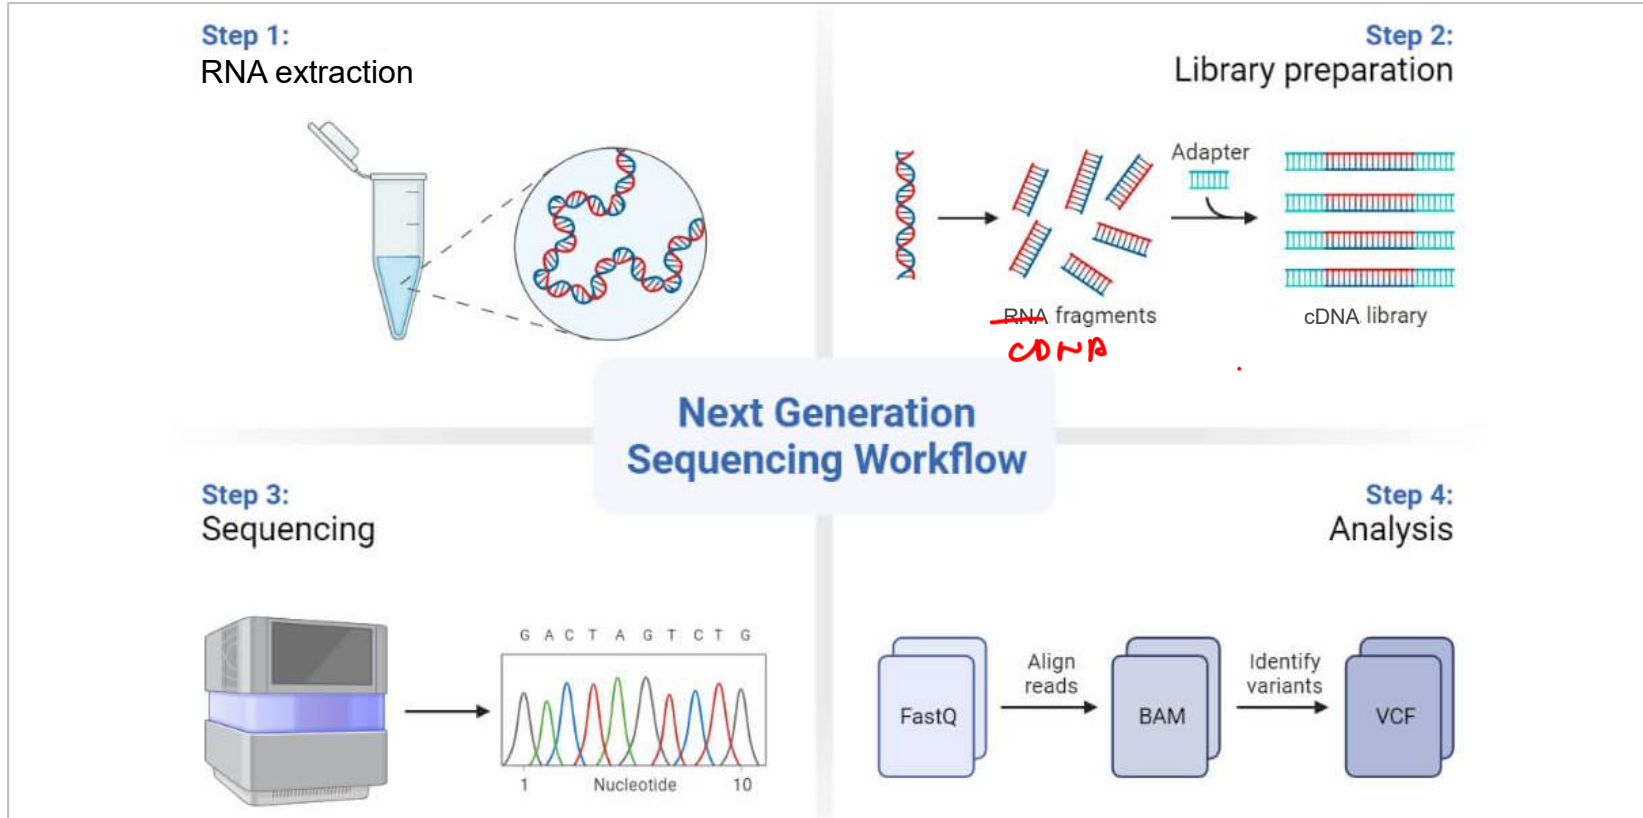 Step 1:
RNA extraction
Step 2:
Library preparation
Adapter
RNA fragments
cDNA library
CDNA
Next Generation
Sequencing Workflow
Step 3:
Sequencing
G A C T A G T C T G
1 Nucleotide 10
Step 4:
Analysis
FastQ
Align
reads
BAM
Identify
variants
VCF